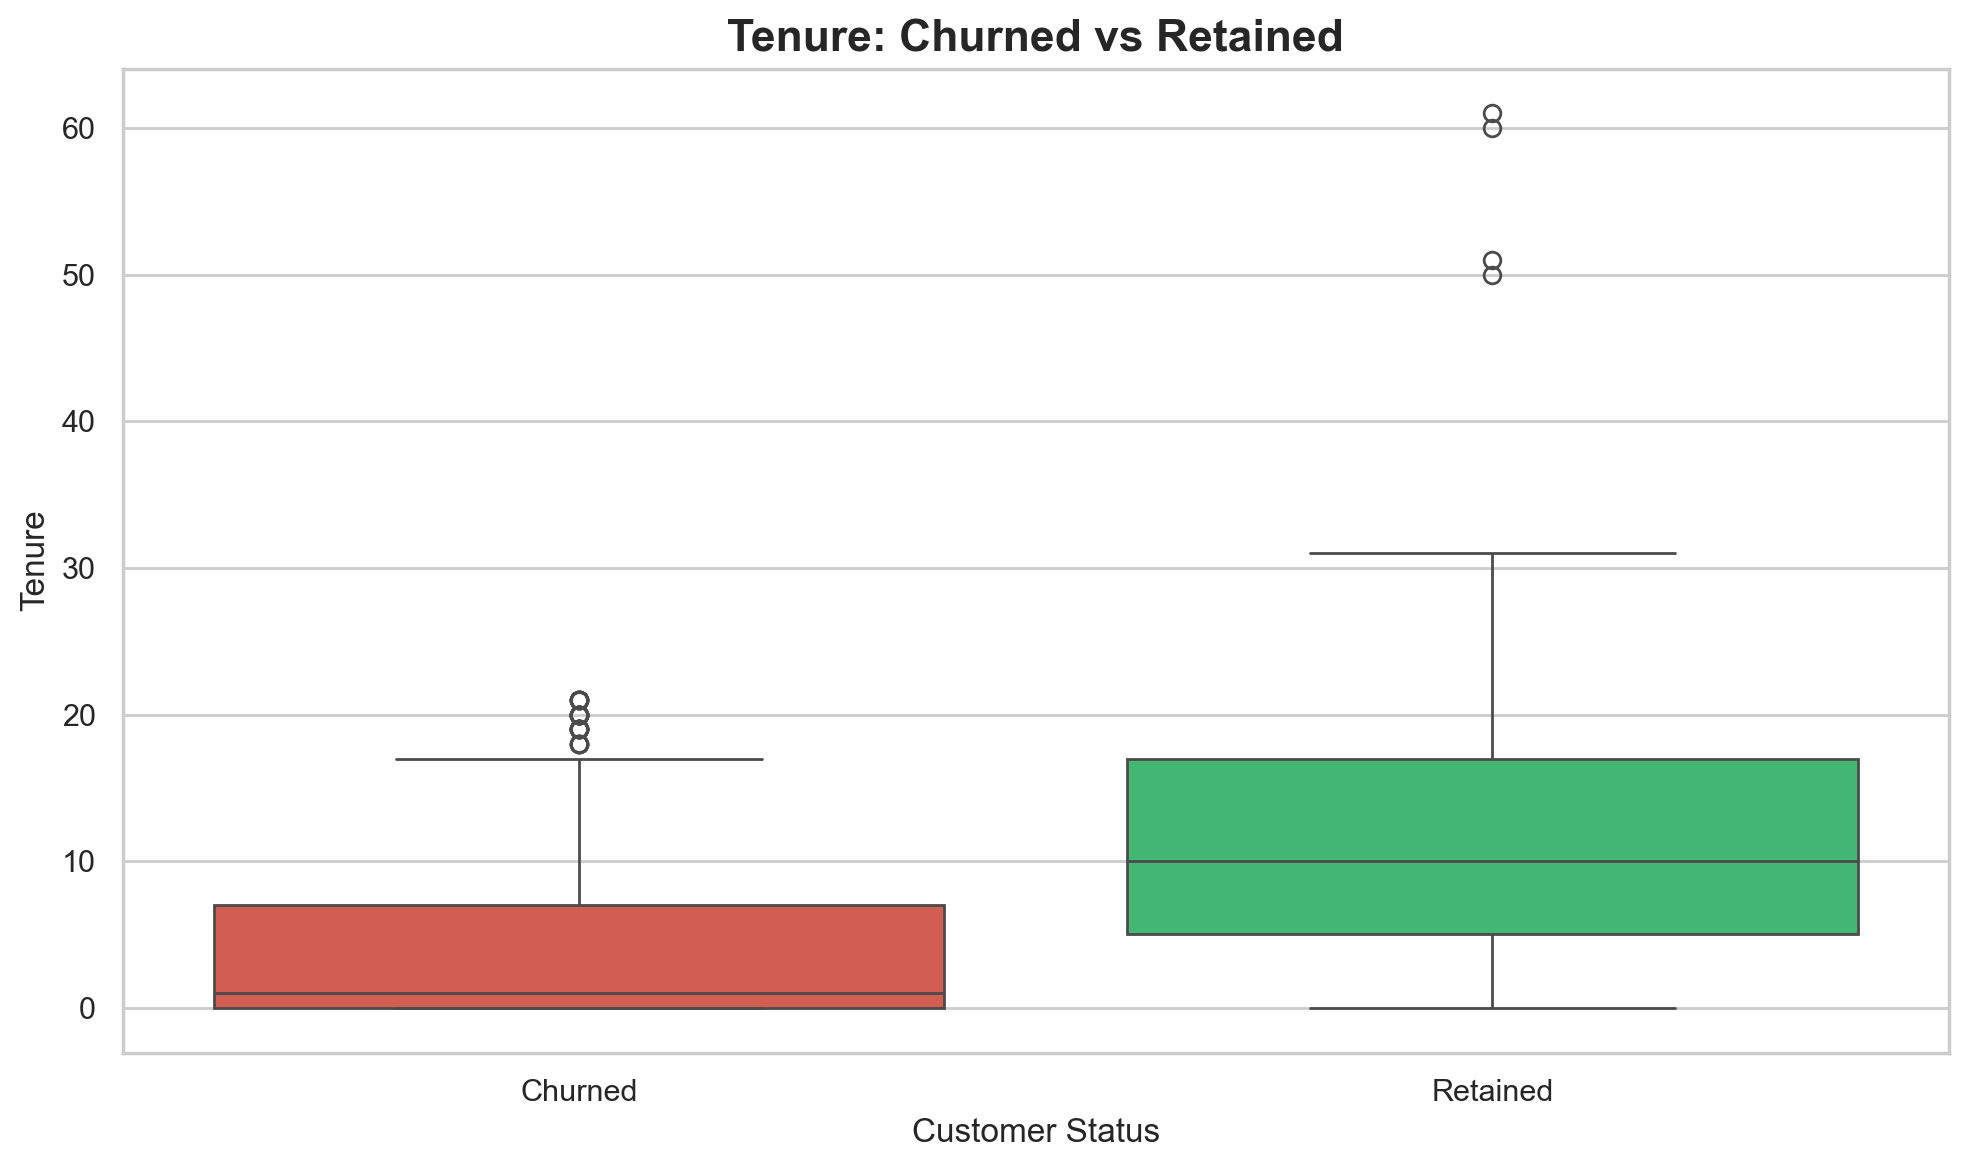 Tenure: Churned vs Retained
60
50
40
30
20
10
0
Tenure
Churned
Retained
Customer Status